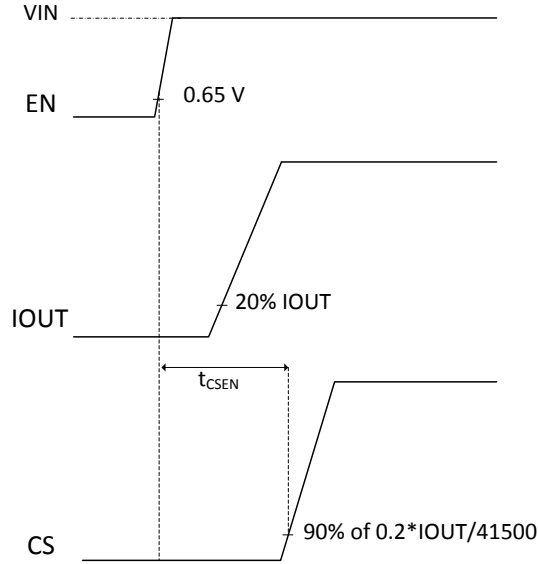 VIN
0.65 V
EN
20% IOUT
IOUT
tCSEN
90% of 0.2*IOUT/41500
CS